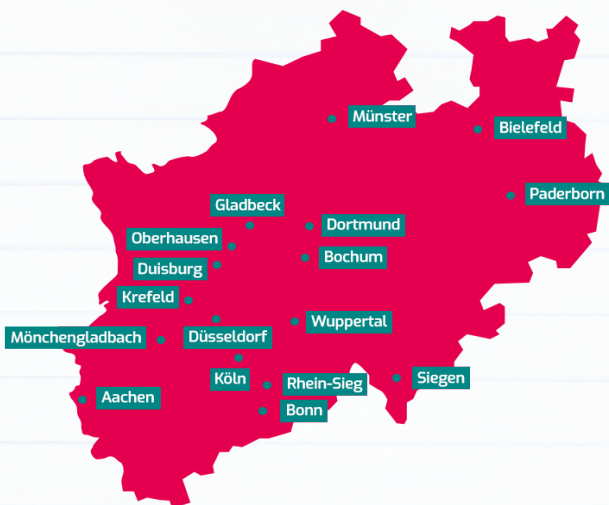 Münster
Bielefeld
Paderborn
Gladbeck
Dortmund
Oberhausen
Bochum
Duisburg
Krefeld
Wuppertal
Mönchengladbach
Düsseldorf
Köln
Rhein-Sieg
Siegen
Aachen
Bonn